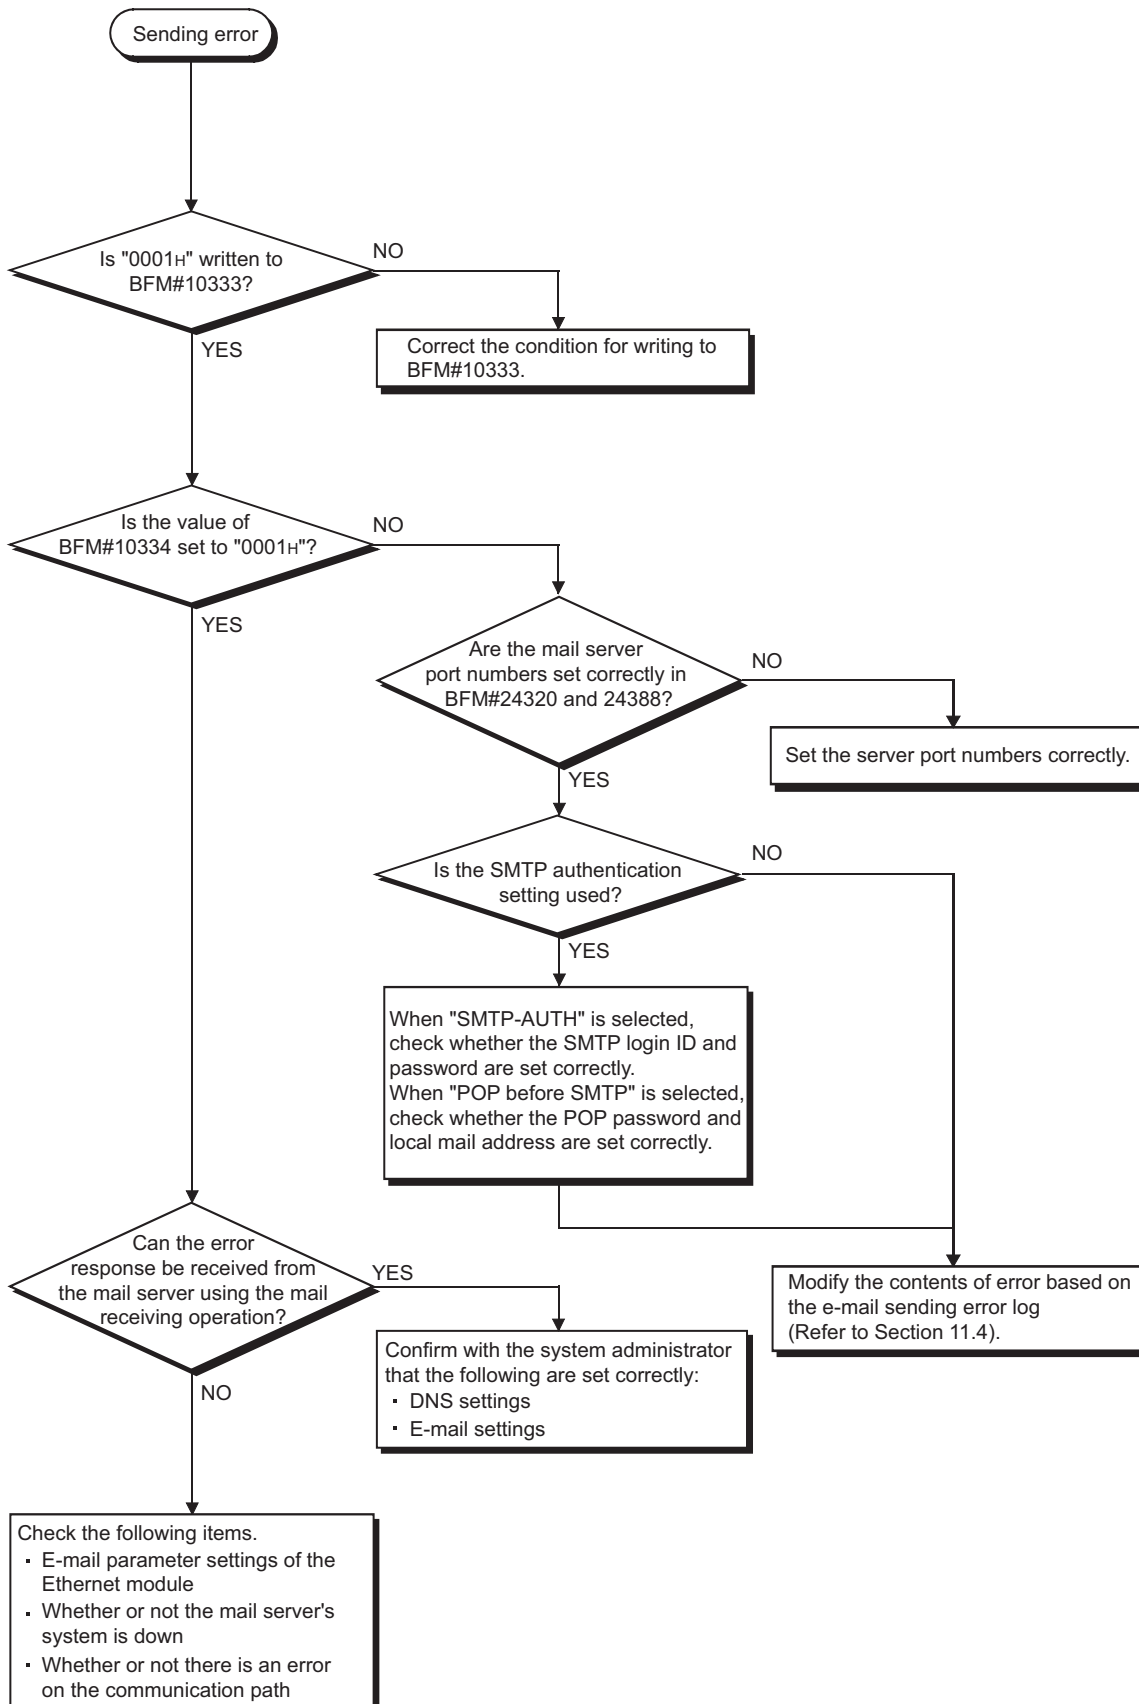 Sending error
Is "0001H" written to
BFM#10333?
NO
YES
Correct the condition for writing to
BFM#10333.
Is the value of
BFM#10334 set to "0001H"?
NO
YES
Are the mail server
port numbers set correctly in
BFM#24320 and 24388?
NO
YES
Set the server port numbers correctly.
Is the SMTP authentication
setting used?
NO
YES
When "SMTP-AUTH" is selected,
check whether the SMTP login ID and
password are set correctly.
When "POP before SMTP" is selected,
check whether the POP password and
local mail address are set correctly.
Can the error
response be received from
the mail server using the mail
receiving operation?
YES
NO
Modify the contents of error based on
the e-mail sending error log
(Refer to Section 11.4).
Confirm with the system administrator
that the following are set correctly:
· DNS settings
· E-mail settings
Check the following items.
· E-mail parameter settings of the
Ethernet module
· Whether or not the mail server's
system is down
· Whether or not there is an error
on the communication path